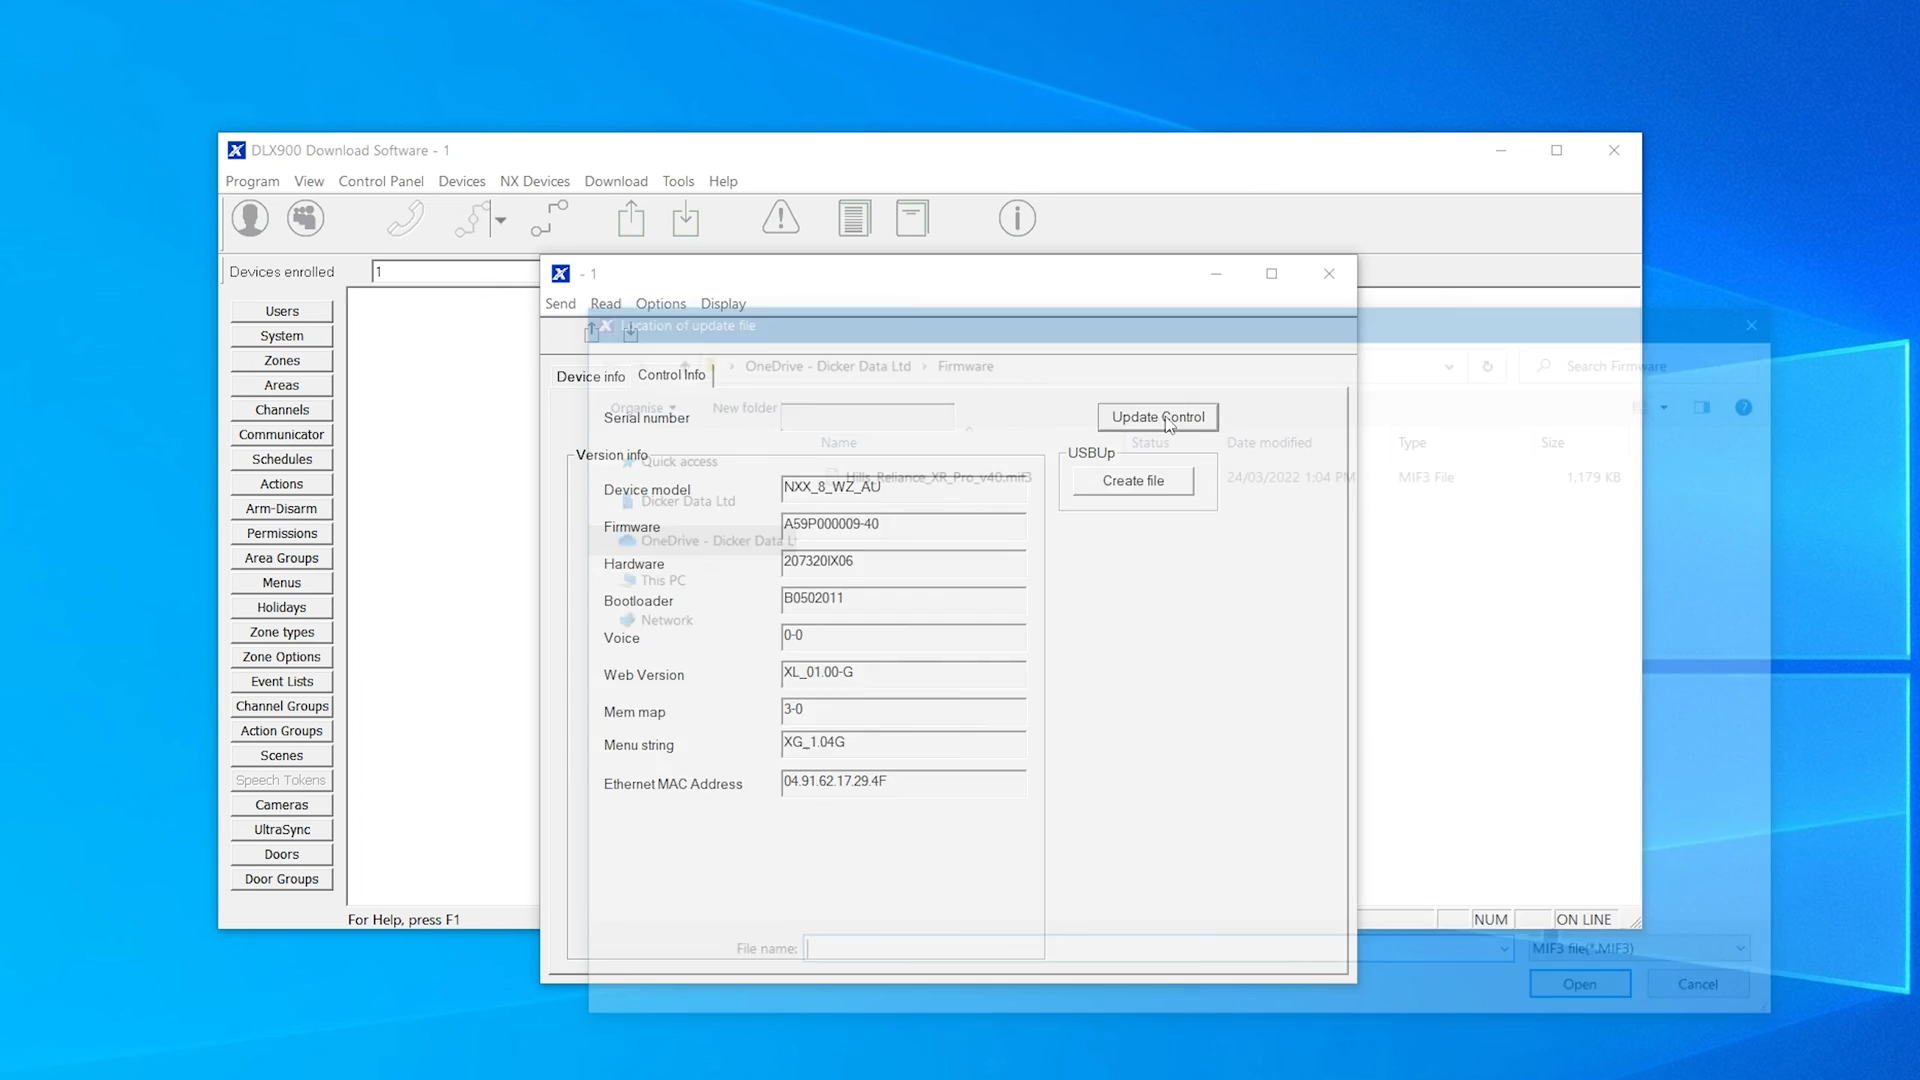 DLX900 Download Software - 1
Program View Control Panel Devices NX Devices Download Tools Help
Devices enrolled 1
Users
System
Zones
Areas
Channels
Communicator
Schedules
Actions
Arm-Disarm
Permissions
Area Groups
Menus
Holidays
Zone types
Zone Options
Event Lists
Channel Groups
Action Groups
Scenes
Speech Tokens
Cameras
UltraSync
Doors
Door Groups
For Help, press F1
NUM ON LINE
- 1
Send Read Options Display
Device info Control Info
Serial number
Update Control
Version info
USBUp
Create file
Device model NXX_8_WZ_AU
Firmware A59P000009-40
Hardware 207320IX06
Bootloader B0502011
Voice 0-0
Web Version XL_01.00-G
Mem map 3-0
Menu string XG_1.04G
Ethernet MAC Address 04.91.62.17.29.4F
Location of update file
› OneDrive - Dicker Data Ltd › Firmware
Search Firmware
Organise New folder
Name Status Date modified Type Size
Hills_Reliance_XR_Pro_v40.mif3 24/03/2022 1:04 PM MIF3 File 1,179 KB
Quick access
Dicker Data Ltd
OneDrive - Dicker Data Lt
This PC
Network
File name:
MIF3 file(*.MIF3)
Open Cancel